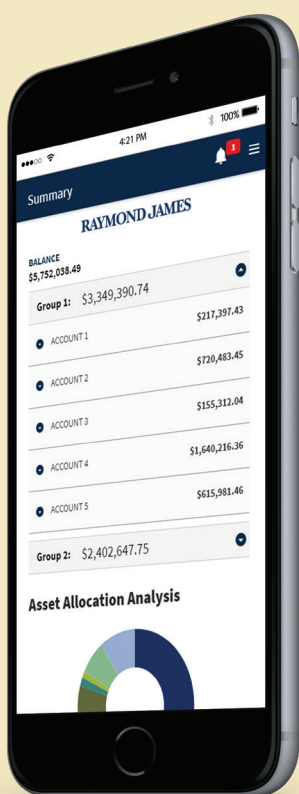 4:21 PM
100%
Summary
1
RAYMOND JAMES
BALANCE
$5,752,038.49
Group 1: $3,349,390.74
ACCOUNT 1 $217,397.43
ACCOUNT 2 $720,483.45
ACCOUNT 3 $155,312.04
ACCOUNT 4 $1,640,216.36
ACCOUNT 5 $615,981.46
Group 2: $2,402,647.75
Asset Allocation Analysis